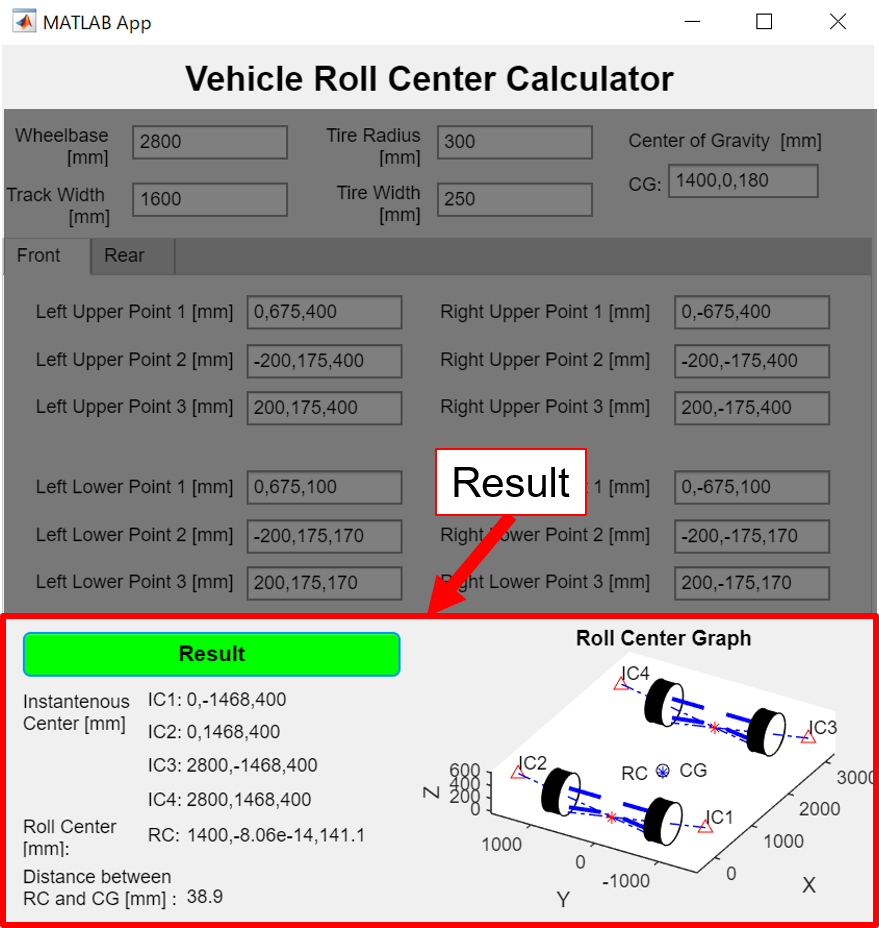 MATLAB App
Vehicle Roll Center Calculator
Wheelbase [mm] 2800
Tire Radius [mm] 300
Center of Gravity [mm]
CG: 1400,0,180
Track Width [mm] 1600
Tire Width [mm] 250
Front Rear
Left Upper Point 1 [mm] 0,675,400
Right Upper Point 1 [mm] 0,-675,400
Left Upper Point 2 [mm] -200,175,400
Right Upper Point 2 [mm] -200,-175,400
Left Upper Point 3 [mm] 200,175,400
Right Upper Point 3 [mm] 200,-175,400
Result
Left Lower Point 1 [mm] 0,675,100
1 [mm] 0,-675,100
Left Lower Point 2 [mm] -200,175,170
Right Lower Point 2 [mm] -200,-175,170
Left Lower Point 3 [mm] 200,175,170
Right Lower Point 3 [mm] 200,-175,170
Result
Instantenous
Center [mm]
IC1: 0,-1468,400
IC2: 0,1468,400
IC3: 2800,-1468,400
IC4: 2800,1468,400
Roll Center
[mm]:
RC: 1400,-8.06e-14,141.1
Distance between
RC and CG [mm] : 38.9
Roll Center Graph
IC4
IC3
IC2
RC CG
IC1
Z
600
400
200
0
1000
0
-1000
Y
0
1000
2000
3000
X